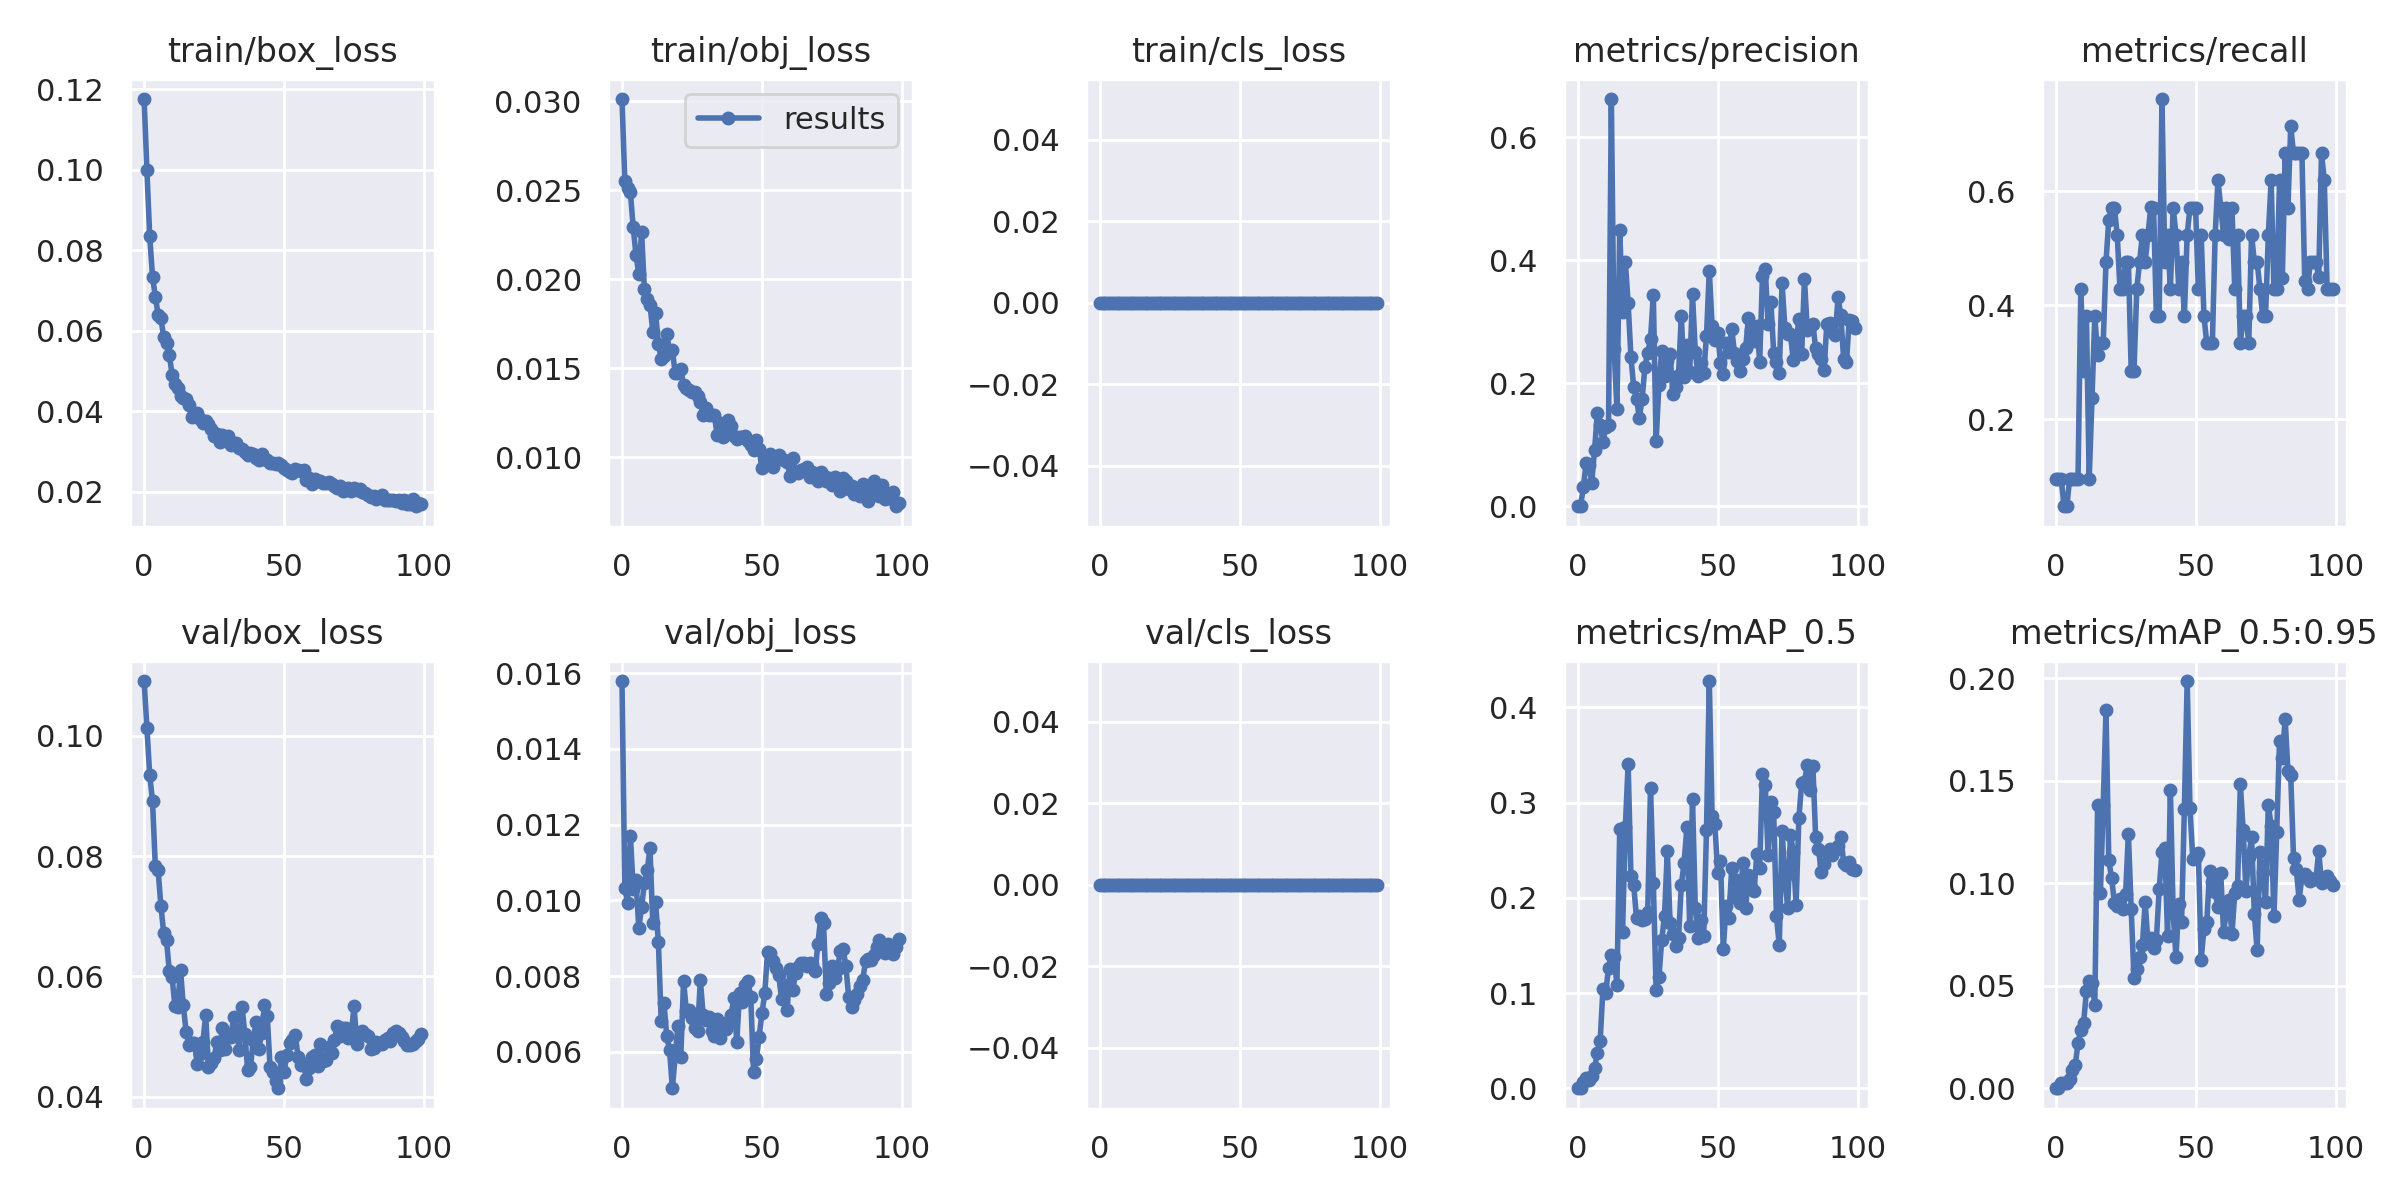 train/box_loss
0.12
0.10
0.08
0.06
0.04
0.02
0 50 100
train/obj_loss
results
0.030
0.025
0.020
0.015
0.010
0 50 100
train/cls_loss
0.04
0.02
0.00
−0.02
−0.04
0 50 100
metrics/precision
0.6
0.4
0.2
0.0
0 50 100
metrics/recall
0.6
0.4
0.2
0 50 100
val/box_loss
0.10
0.08
0.06
0.04
0 50 100
val/obj_loss
0.016
0.014
0.012
0.010
0.008
0.006
0 50 100
val/cls_loss
0.04
0.02
0.00
−0.02
−0.04
0 50 100
metrics/mAP_0.5
0.4
0.3
0.2
0.1
0.0
0 50 100
metrics/mAP_0.5:0.95
0.20
0.15
0.10
0.05
0.00
0 50 100